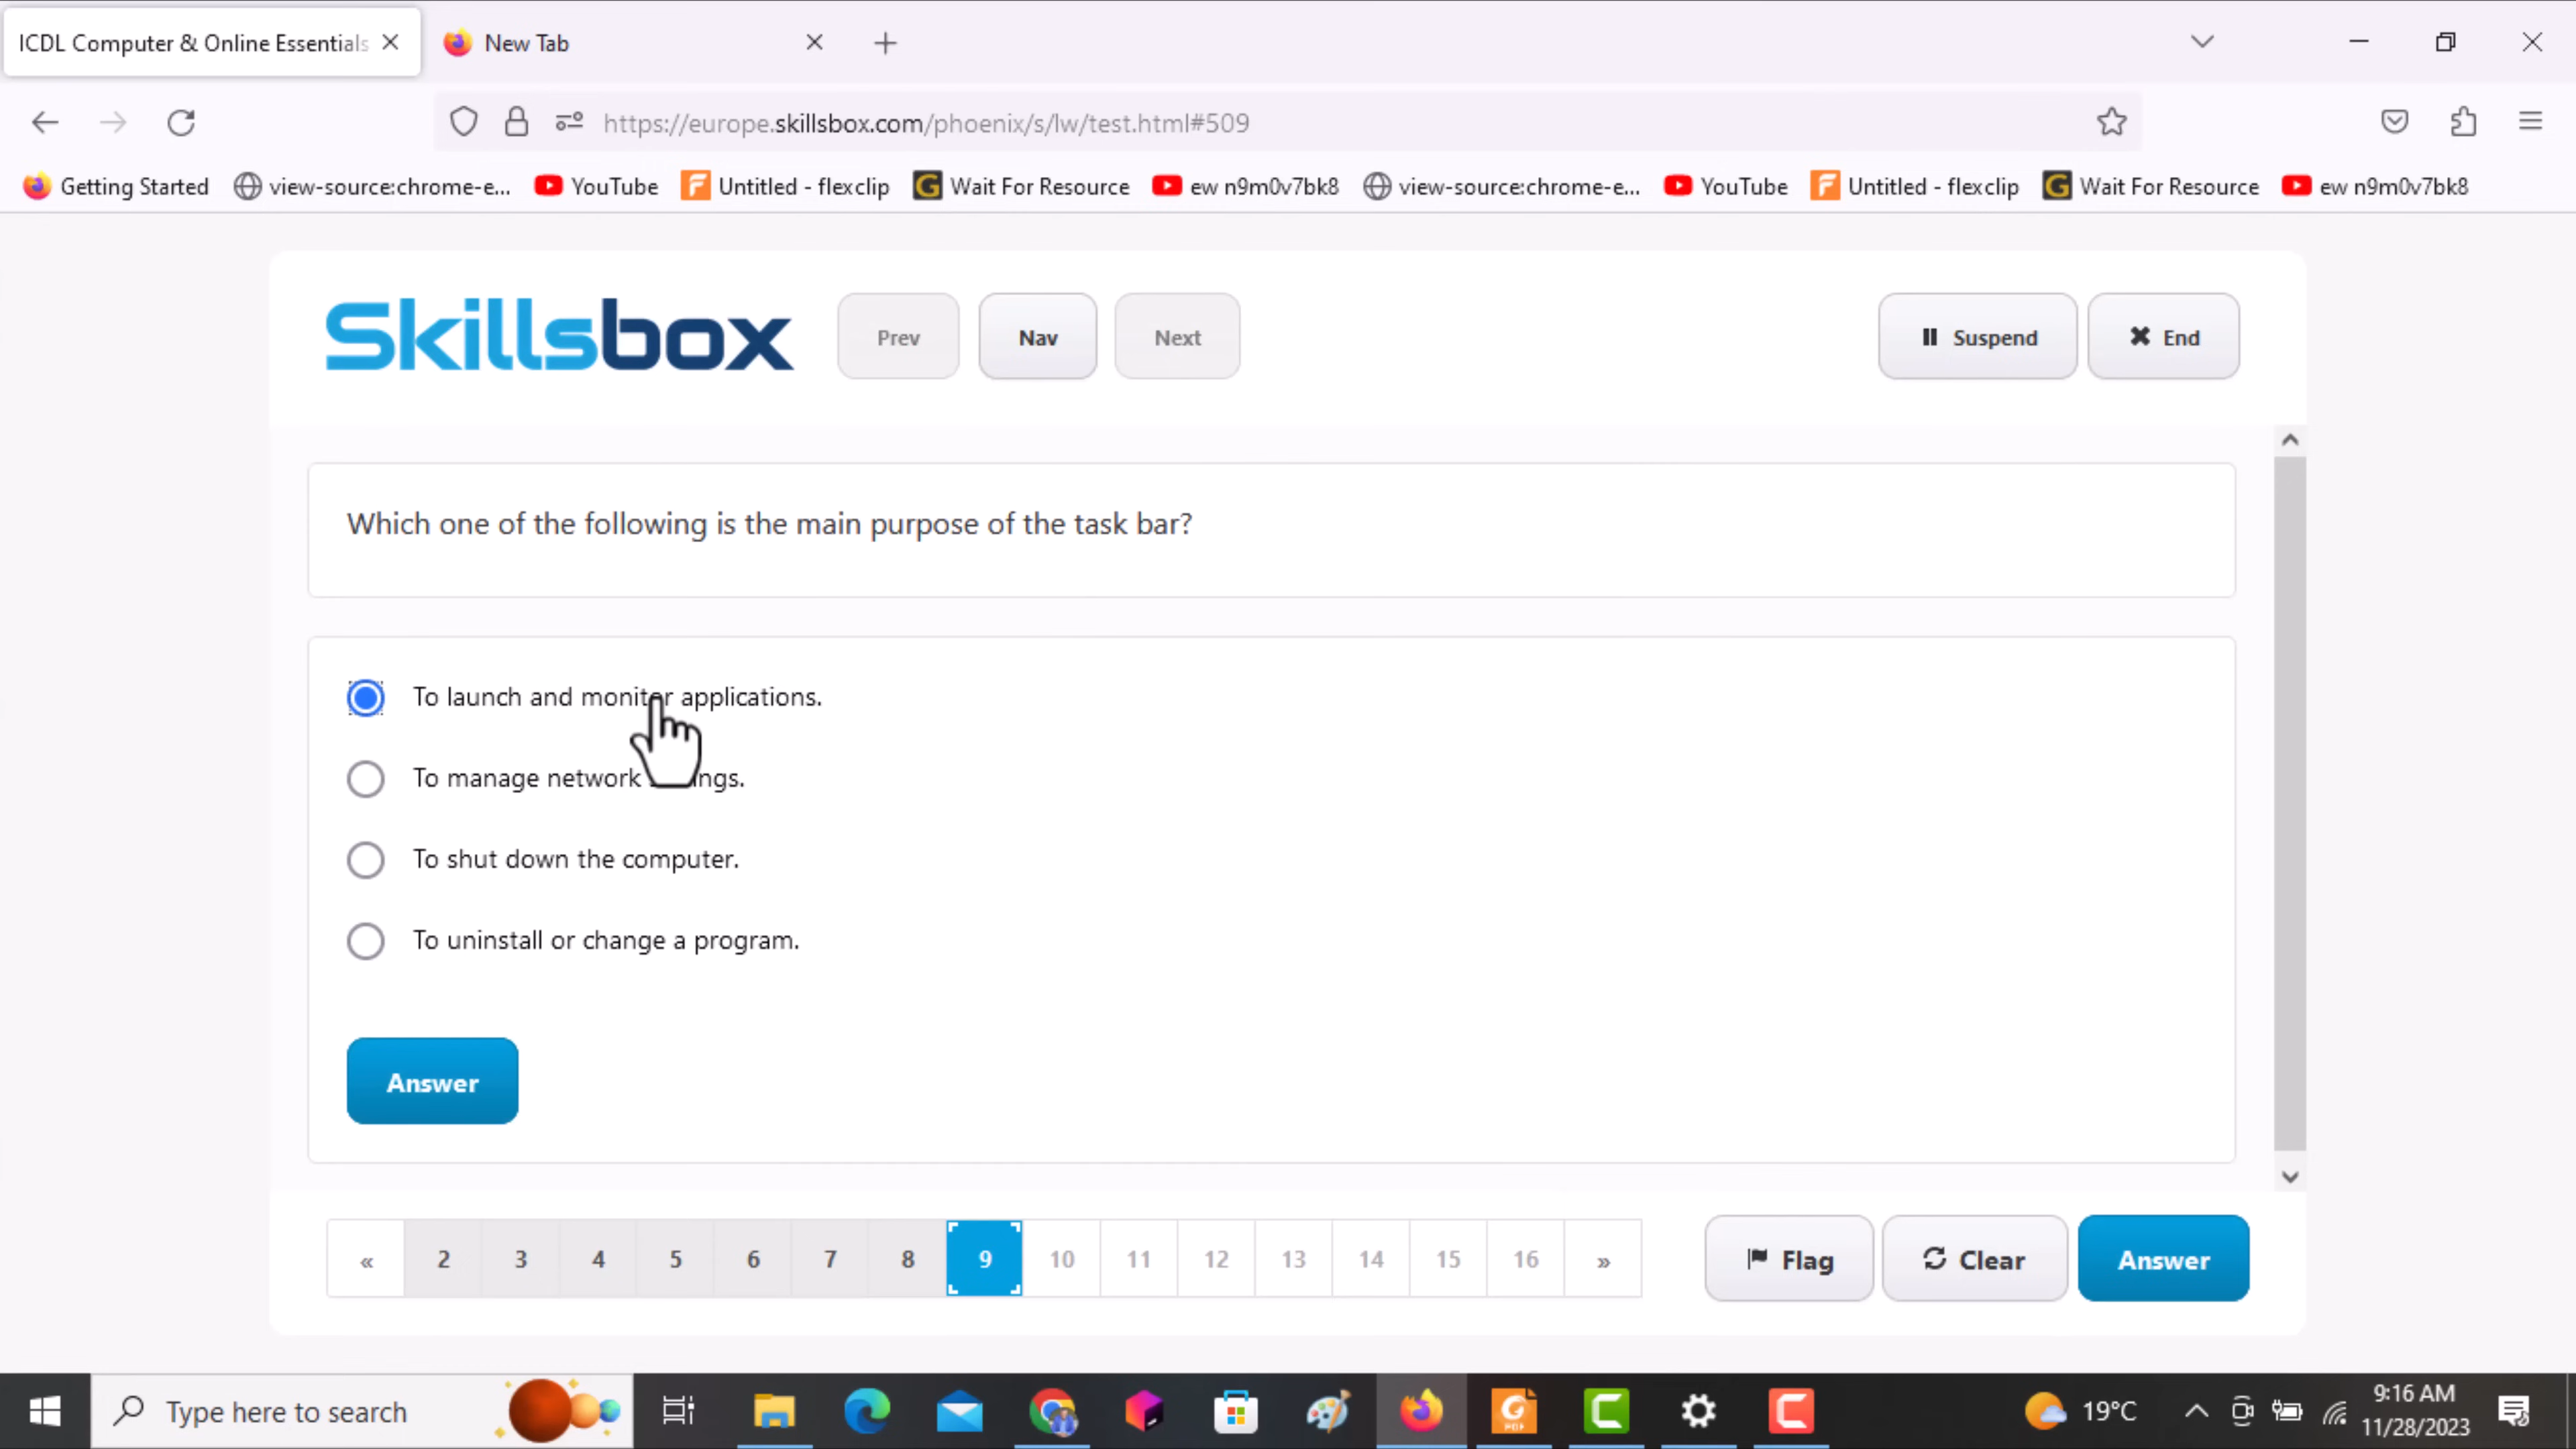 ICDL Computer & Online Essentials
New Tab
https://europe.skillsbox.com/phoenix/s/lw/test.html#509
Getting Started view-source:chrome-e... YouTube Untitled - flexclip Wait For Resource ew n9m0v7bk8 view-source:chrome-e... YouTube Untitled - flexclip Wait For Resource ew n9m0v7bk8
Skillsbox Prev Nav Next Suspend End
Which one of the following is the main purpose of the task bar?
To launch and monitor applications.
To manage network
To shut down the computer.
To uninstall or change a program.
Answer
« 2 3 4 5 6 7 8 9 10 11 12 13 14 15 16 » Flag Clear Answer
Type here to search 19°C 9:16 AM
11/28/2023